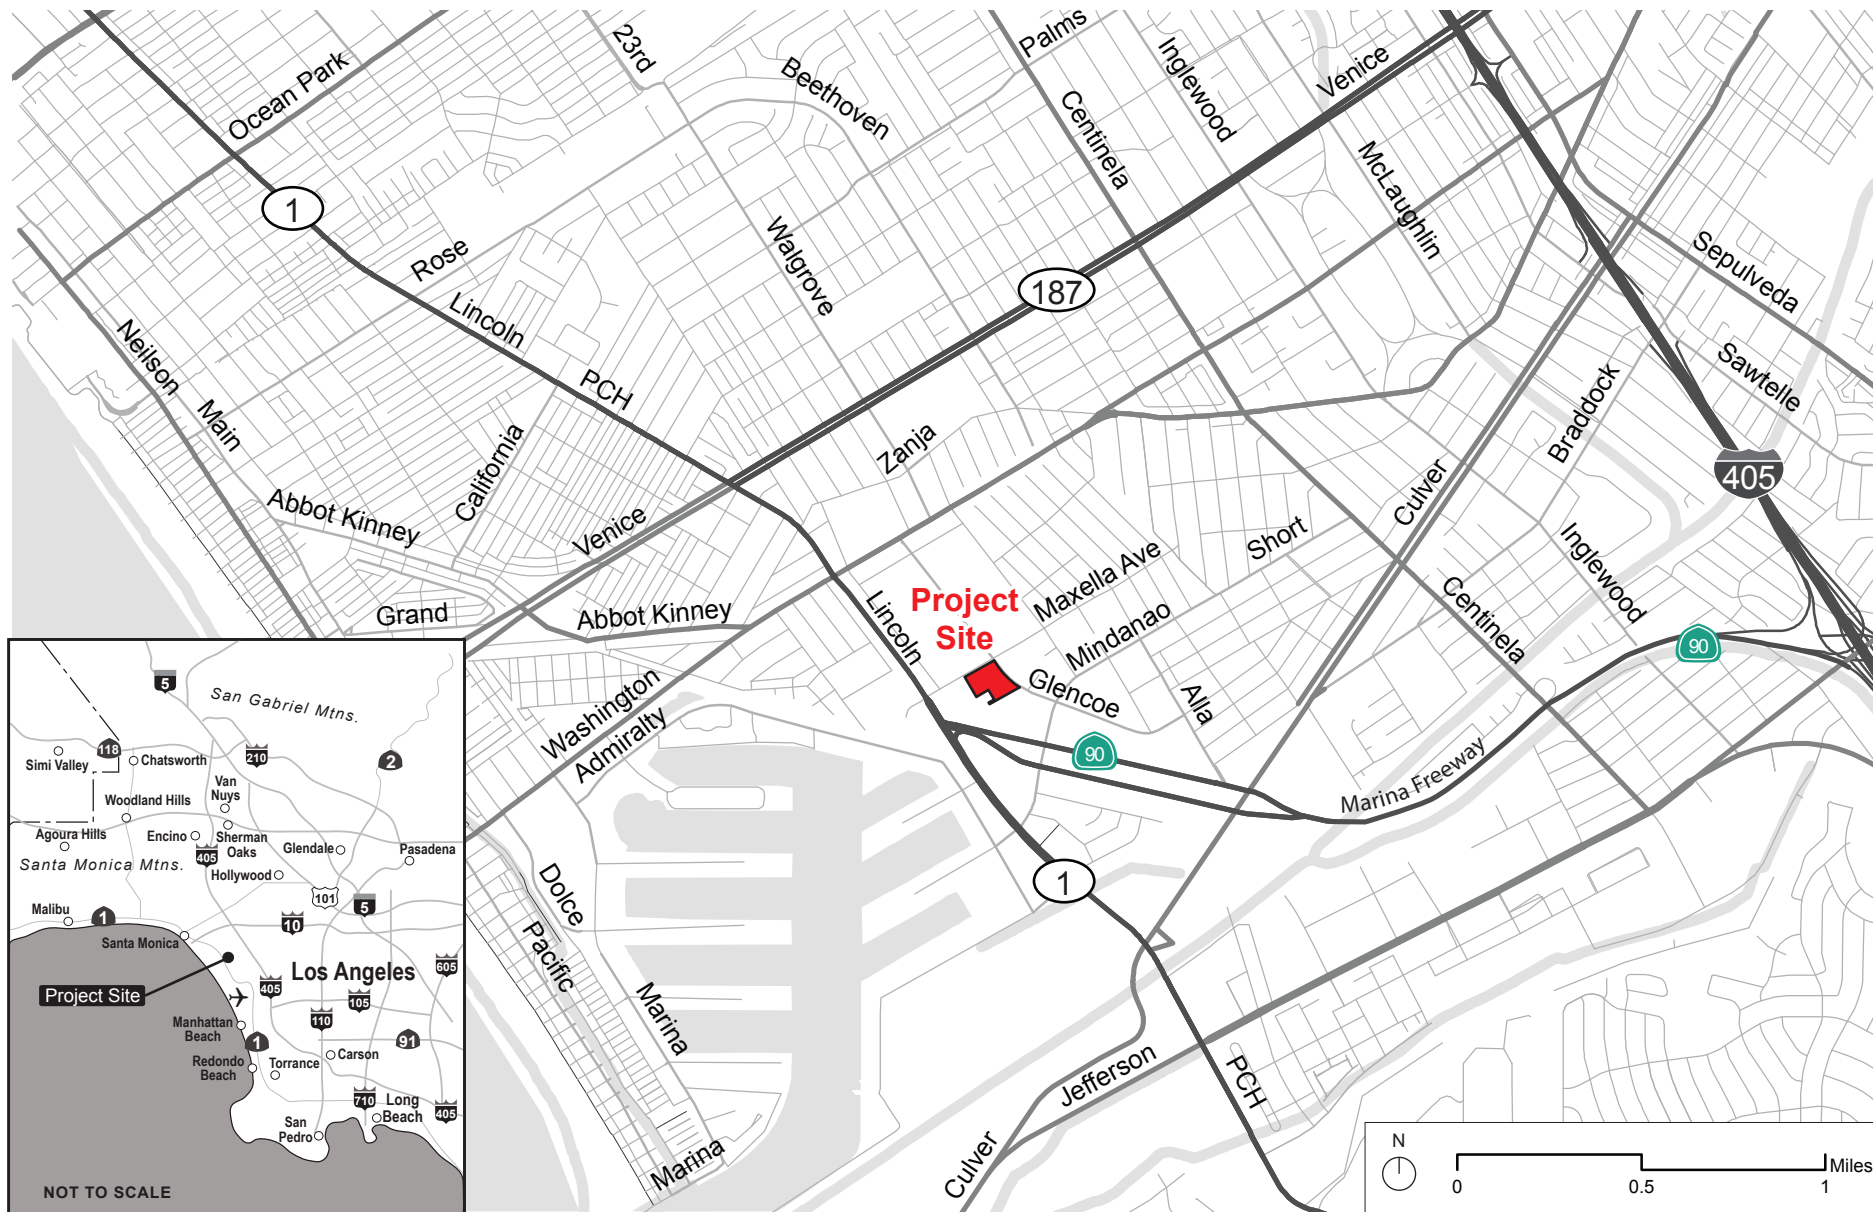 Ocean Park
23rd
Beethoven
Palms
Inglewood
Venice
Centinela
McLaughlin
1
Rose
Walgrove
187
Sepulveda
Lincoln
Neilson
Main
PCH
Sawtelle
Braddock
California
Zanja
405
Abbot Kinney
Venice
Culver
Short
Inglewood
Maxella Ave
Grand
Abbot Kinney
Lincoln
Project
Site
Mindanao
Centinela
90
Glencoe
Alla
Washington
Admiralty
90
Marina Freeway
Dolce
1
Pacific
Marina
Jefferson
PCH
Marina
Culver
5
San Gabriel Mtns.
118
Simi Valley
Chatsworth
210
2
Van
Nuys
Woodland Hills
Agoura Hills
Encino
Sherman
Oaks
Glendale
Pasadena
405
Santa Monica Mtns.
Hollywood
101
5
Malibu
1
10
Santa Monica
Los Angeles
605
405
Project Site
105
110
Manhattan
Beach
1
91
Redondo
Beach
Torrance
Carson
710
Long
Beach
405
San
Pedro
NOT TO SCALE
N
Miles
0
0.5
1